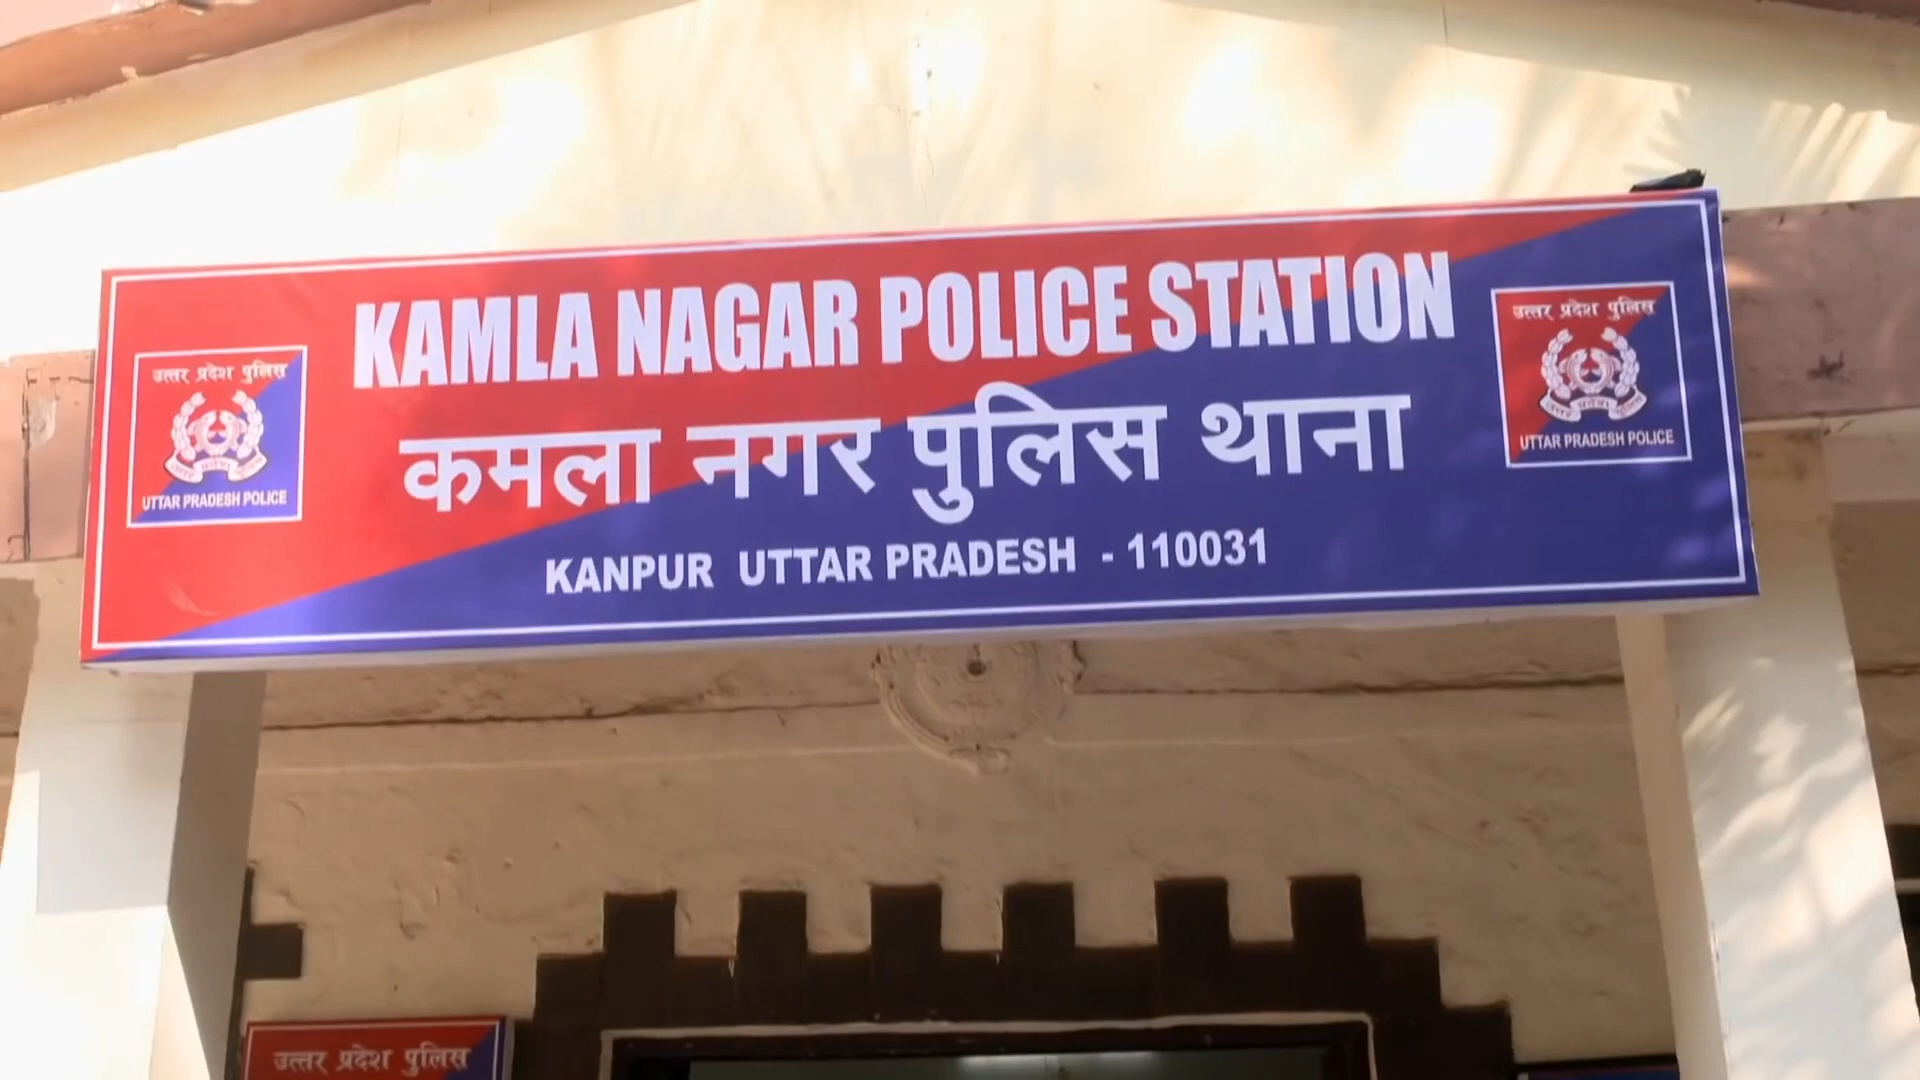 KAMLA NAGAR POLICE STATION
कमला नगर पुलिस थाना
KANPUR UTTAR PRADESH - 110031
उत्तर प्रदेश पुलिस
UTTAR PRADESH POLICE
उत्तर प्रदेश पुलिस
UTTAR PRADESH POLICE
उत्तर प्रदेश पुलिस